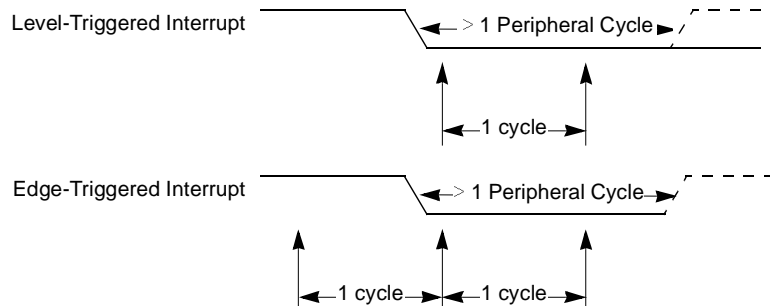 Level-Triggered Interrupt
> 1 Peripheral Cycle
1 cycle
Edge-Triggered Interrupt
> 1 Peripheral Cycle
1 cycle
1 cycle